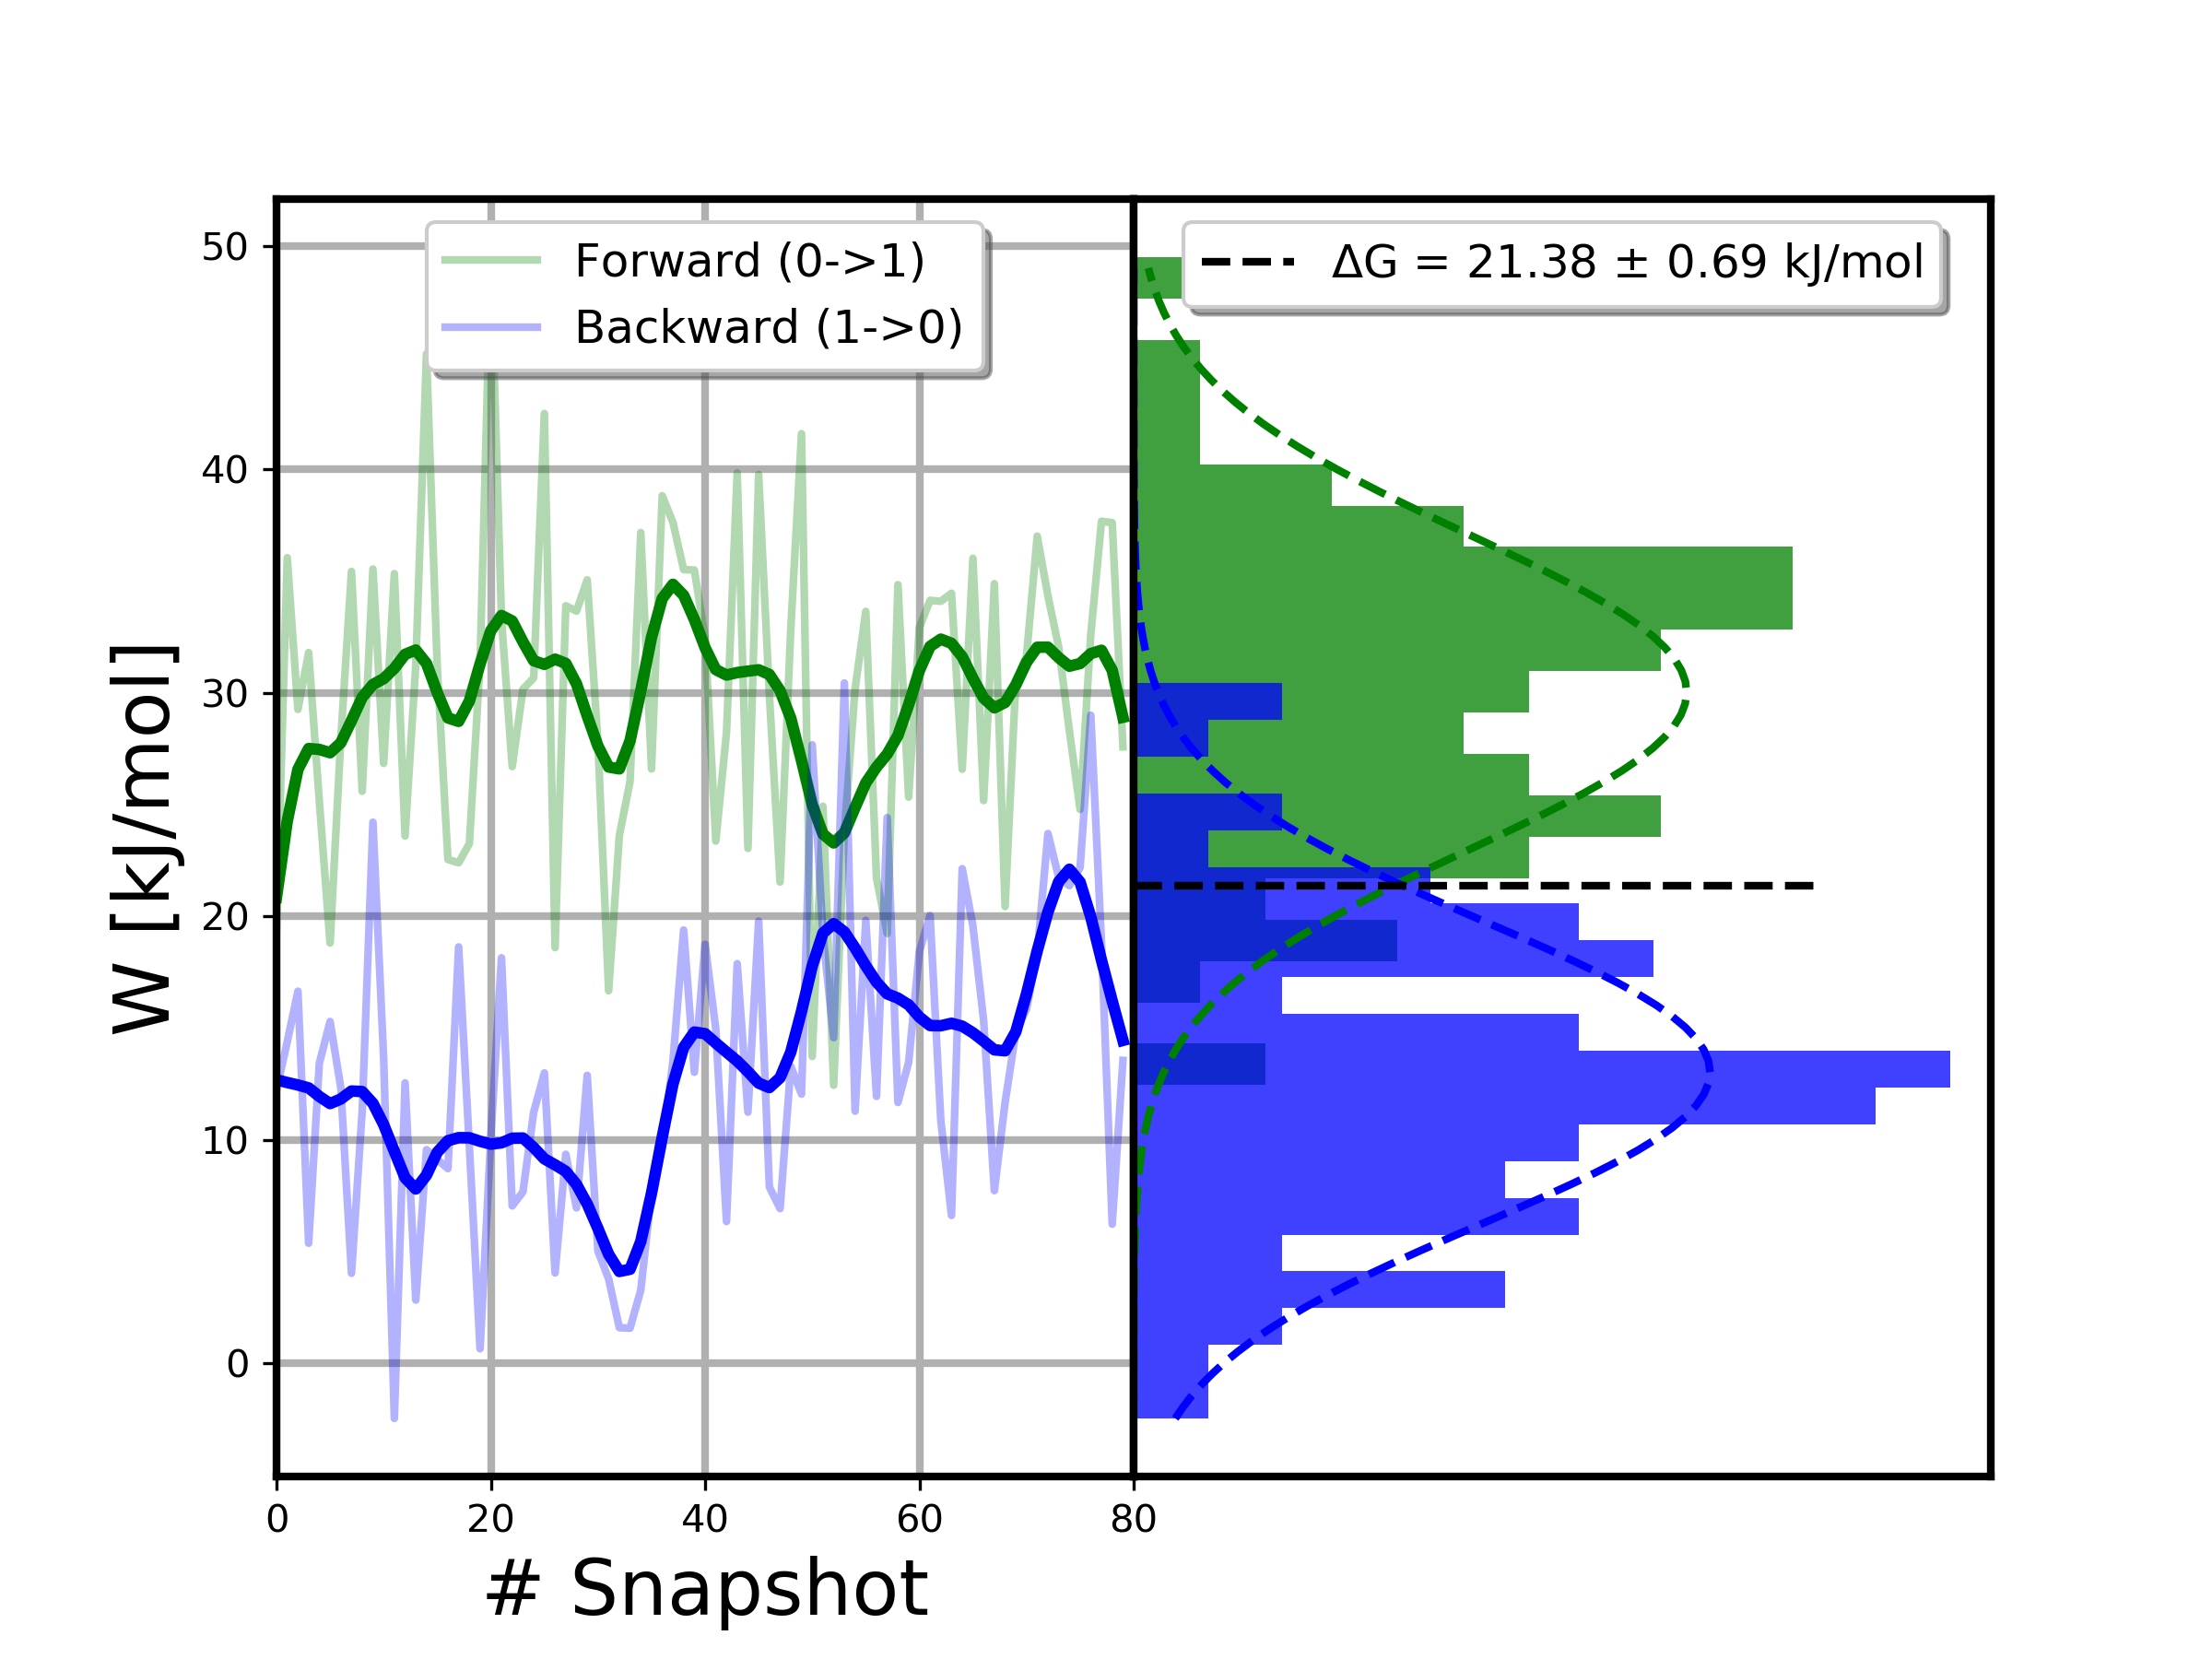 Forward (0->1)
Backward (1->0)
ΔG = 21.38 ± 0.69 kJ/mol
W [kJ/mol]
50
40
30
20
10
0
0 20 40 60 80
# Snapshot